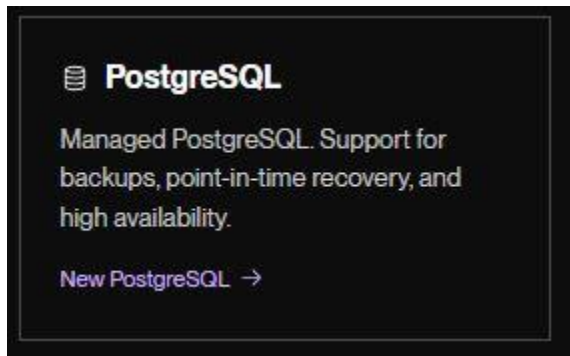 PostgreSQL
Managed PostgreSQL. Support for
backups, point-in-time recovery, and
high availability.
New PostgreSQL →